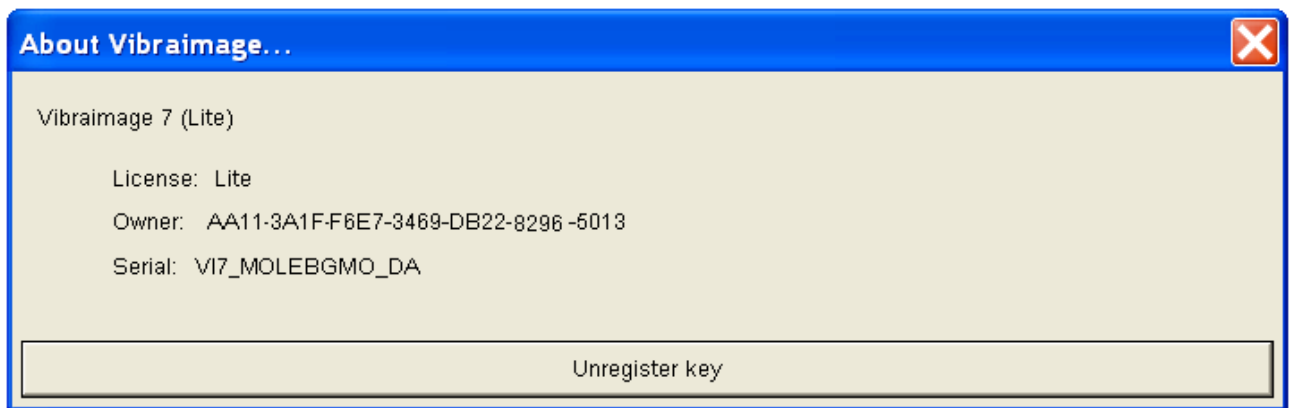 About Vibraimage...
Vibraimage 7 (Lite)
License: Lite
Owner: AA11-3A1F-F6E7-3469-DB22-8296 -5013
Serial: VI7_MOLEBGMO_DA
Unregister key